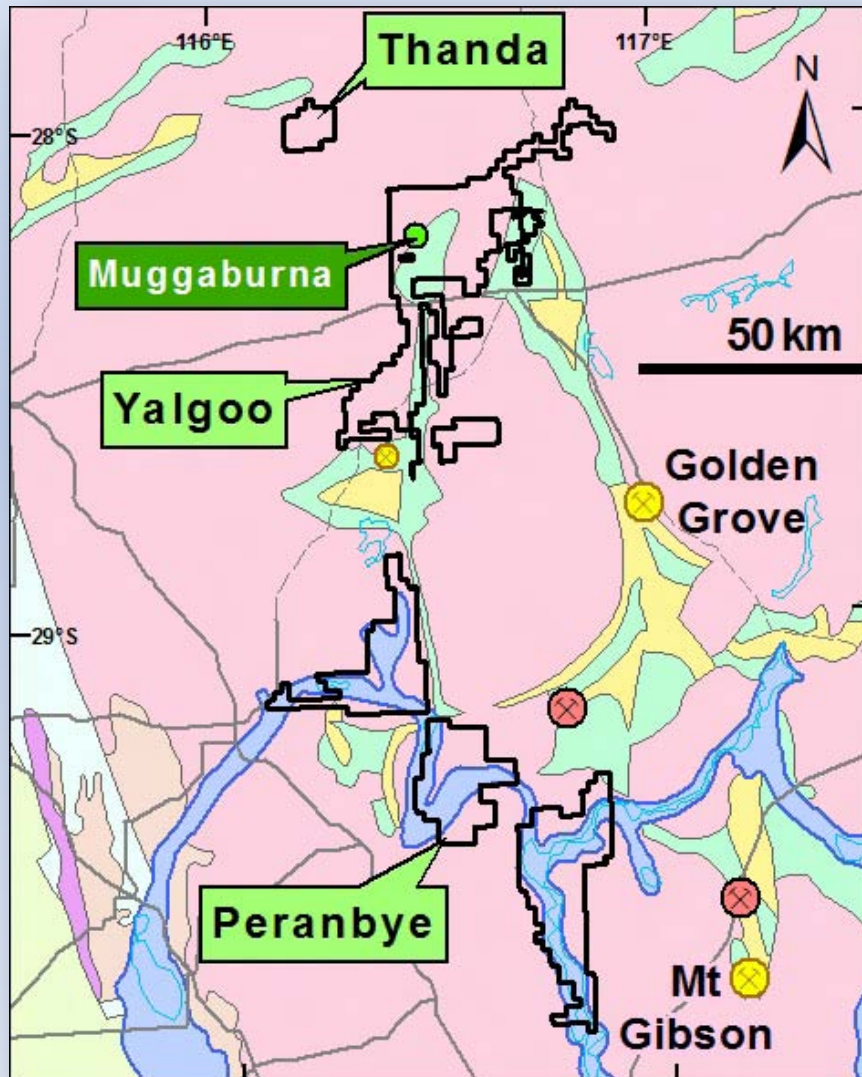 116°E
117°E
Thanda
N
28°S
Muggaburna
50 km
Yalgoo
Golden
Grove
29°S
Peranbye
Mt
Gibson